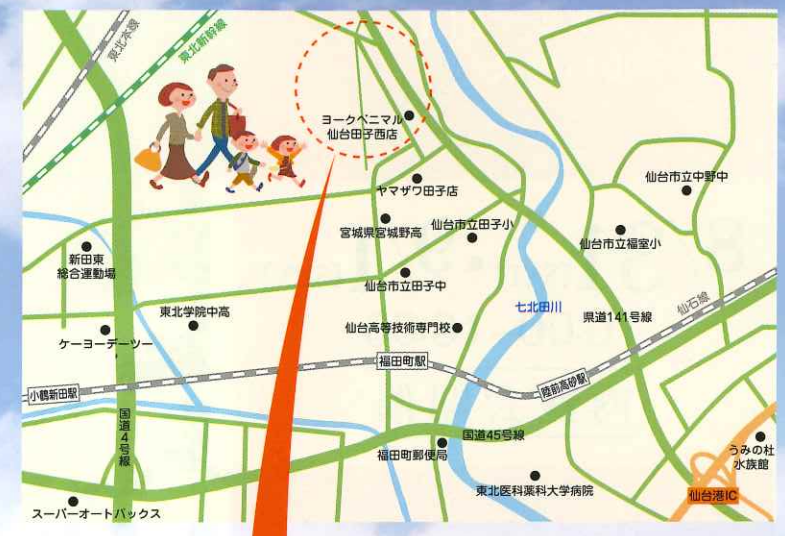 東北本線
東北新幹線
ヨークベニマル
仙台田子西店
ヤマザワ田子店
仙台市立中野中
宮城県宮城野高
仙台市立田子小
仙台市立福室小
新田東
総合運動場
仙台市立田子中
東北学院中高
七北田川
県道141号線
仙石線
仙台高等技術専門校
ケーヨーデーツー
福田町駅
小鶴新田駅
陸前高砂駅
国道4号線
国道45号線
福田町郵便局
うみの杜
水族館
東北医科薬科大学病院
仙台港IC
スーパーオートバックス